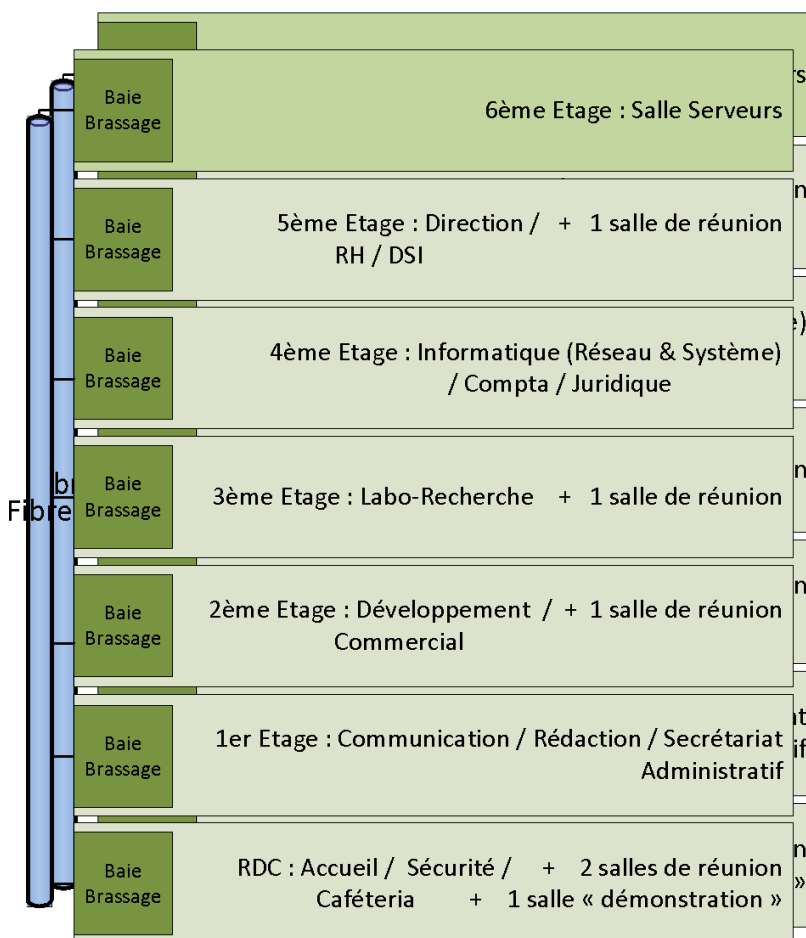 Baie
Brassage
6ème Etage : Salle Serveurs
rs
Baie
Brassage
5ème Etage : Direction / + 1 salle de réunion
RH / DSI
n
Baie
Brassage
4ème Etage : Informatique (Réseau & Système)
/ Compta / Juridique
e)
Baie
Brassage
3ème Etage : Labo-Recherche + 1 salle de réunion
n
Fibre
Baie
Brassage
2ème Etage : Développement / + 1 salle de réunion
Commercial
n
Baie
Brassage
1er Etage : Communication / Rédaction / Secrétariat
Administratif
at
if
Baie
Brassage
RDC : Accueil / Sécurité / + 2 salles de réunion
Caféteria + 1 salle « démonstration »
n
»